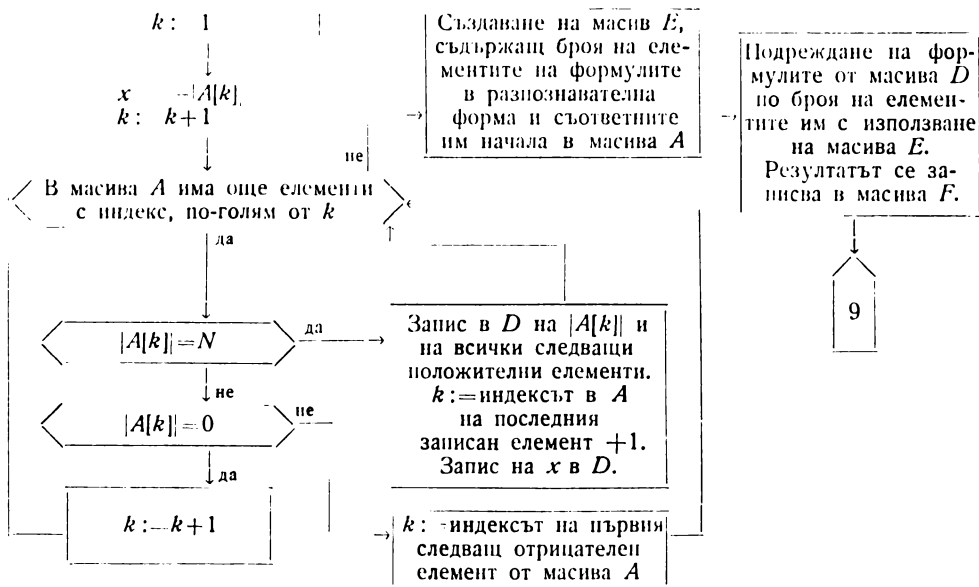 k: 1
x –|A[k]|
k: k+1
не
В масива A има още елементи
с индекс, по-голям от k
да
|A[k]|=N
да
не
|A[k]|=0
не
да
k:–k+1
Създаване на масив E,
съдържащ броя на еле-
ментите на формулите
в разпознавателна
форма и съответните
им начала в масива A
Запис в D на |A[k]| и
на всички следващи
положителни елементи.
k:=индексът в A
на последния
записан елемент +1.
Запис на x в D.
k: -индексът на първия
следващ отрицателен
елемент от масива A
Подреждане на фор-
мулите от масива D
по броя на елемен-
тите им с използване
на масива E.
Резултатът се за-
писва в масива F.
9